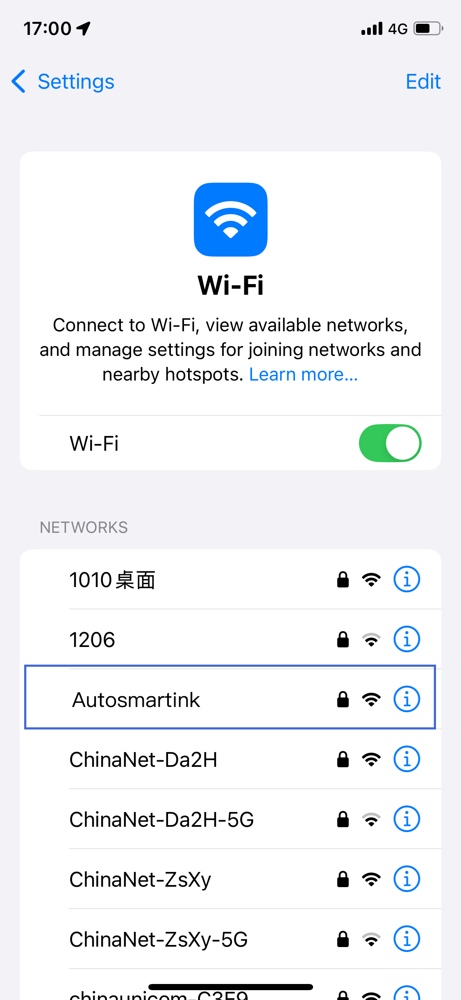 17:00 4G
Settings Edit
Wi-Fi
Connect to Wi-Fi, view available networks,
and manage settings for joining networks and
nearby hotspots. Learn more...
Wi-Fi
NETWORKS
1010桌面
1206
Autosmartink
ChinaNet-Da2H
ChinaNet-Da2H-5G
ChinaNet-ZsXy
ChinaNet-ZsXy-5G
chinaunicom-C3F9